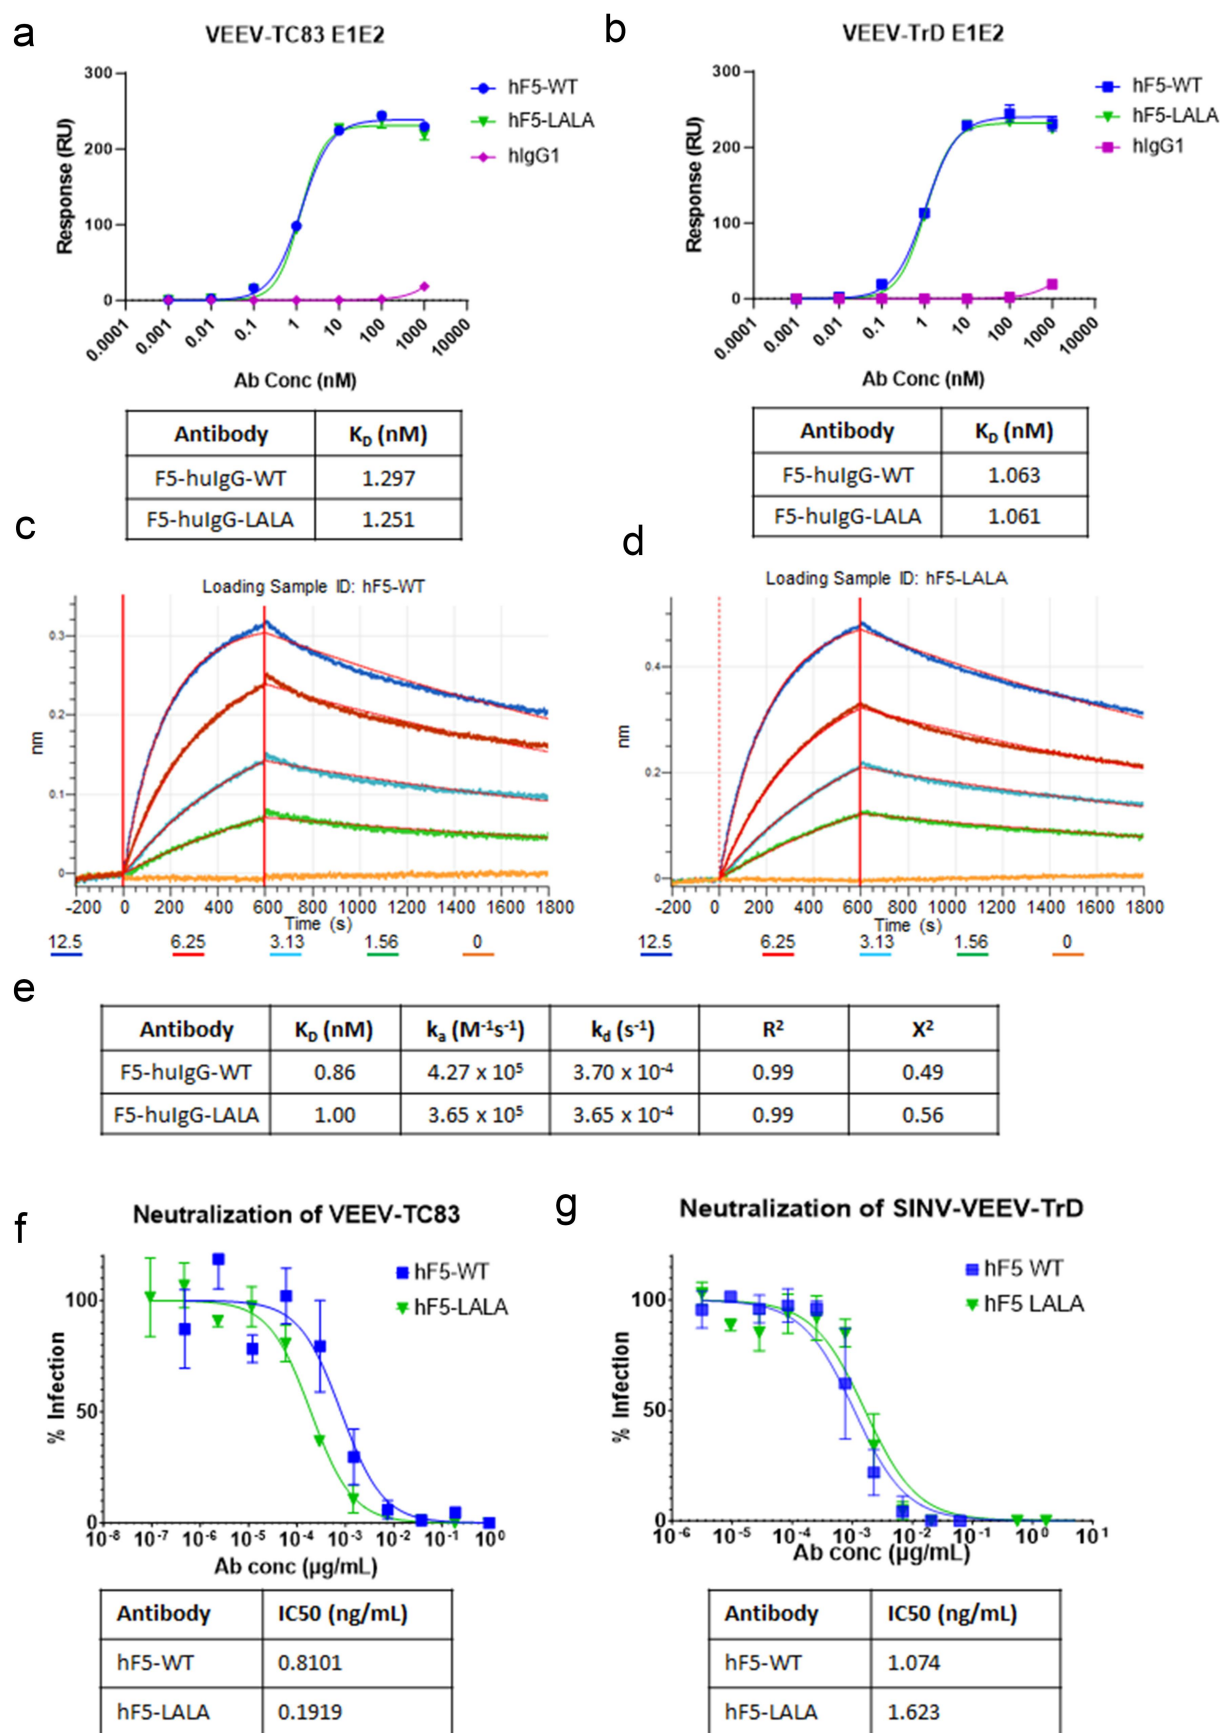 a
VEEV-TC83 E1E2
300
200
100
0
Response (RU)
0.0001
0.001
0.01
0.1
1
10
100
1000
10000
Ab Conc (nM)
hF5-WT
hF5-LALA
hIgG1
Antibody K_D (nM)
F5-huIgG-WT 1.297
F5-huIgG-LALA 1.251
b
VEEV-TrD E1E2
300
200
100
0
Response (RU)
0.0001
0.001
0.01
0.1
1
10
100
1000
10000
Ab Conc (nM)
hF5-WT
hF5-LALA
hIgG1
Antibody K_D (nM)
F5-huIgG-WT 1.063
F5-huIgG-LALA 1.061
c
Loading Sample ID: hF5-WT
0.3
0.2
0.1
0
nm
-200 0 200 400 600 800 1000 1200 1400 1600 1800
Time (s)
12.5 6.25 3.13 1.56 0
d
Loading Sample ID: hF5-LALA
0.4
0.2
0
nm
-200 0 200 400 600 800 1000 1200 1400 1600 1800
Time (s)
12.5 6.25 3.13 1.56 0
e
Antibody K_D (nM) k_a (M⁻¹s⁻¹) k_d (s⁻¹) R² X²
F5-huIgG-WT 0.86 4.27 x 10⁵ 3.70 x 10⁻⁴ 0.99 0.49
F5-huIgG-LALA 1.00 3.65 x 10⁵ 3.65 x 10⁻⁴ 0.99 0.56
f
Neutralization of VEEV-TC83
100
50
0
% Infection
10⁻⁸ 10⁻⁷ 10⁻⁶ 10⁻⁵ 10⁻⁴ 10⁻³ 10⁻² 10⁻¹ 10⁰
Ab conc (µg/mL)
hF5-WT
hF5-LALA
Antibody IC50 (ng/mL)
hF5-WT 0.8101
hF5-LALA 0.1919
g
Neutralization of SINV-VEEV-TrD
100
50
0
% Infection
10⁻⁶ 10⁻⁵ 10⁻⁴ 10⁻³ 10⁻² 10⁻¹ 10⁰ 10¹
Ab conc (µg/mL)
hF5 WT
hF5 LALA
Antibody IC50 (ng/mL)
hF5-WT 1.074
hF5-LALA 1.623